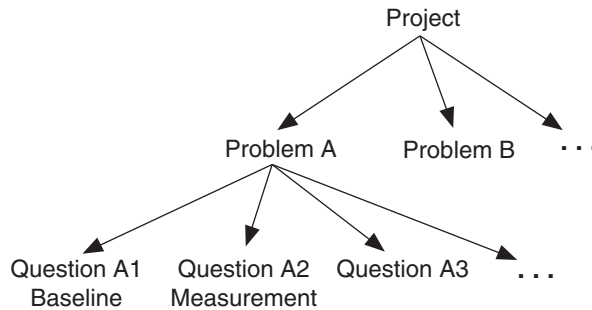 Project
Problem A
Problem B
...
Question A1
Baseline
Question A2
Measurement
Question A3
...